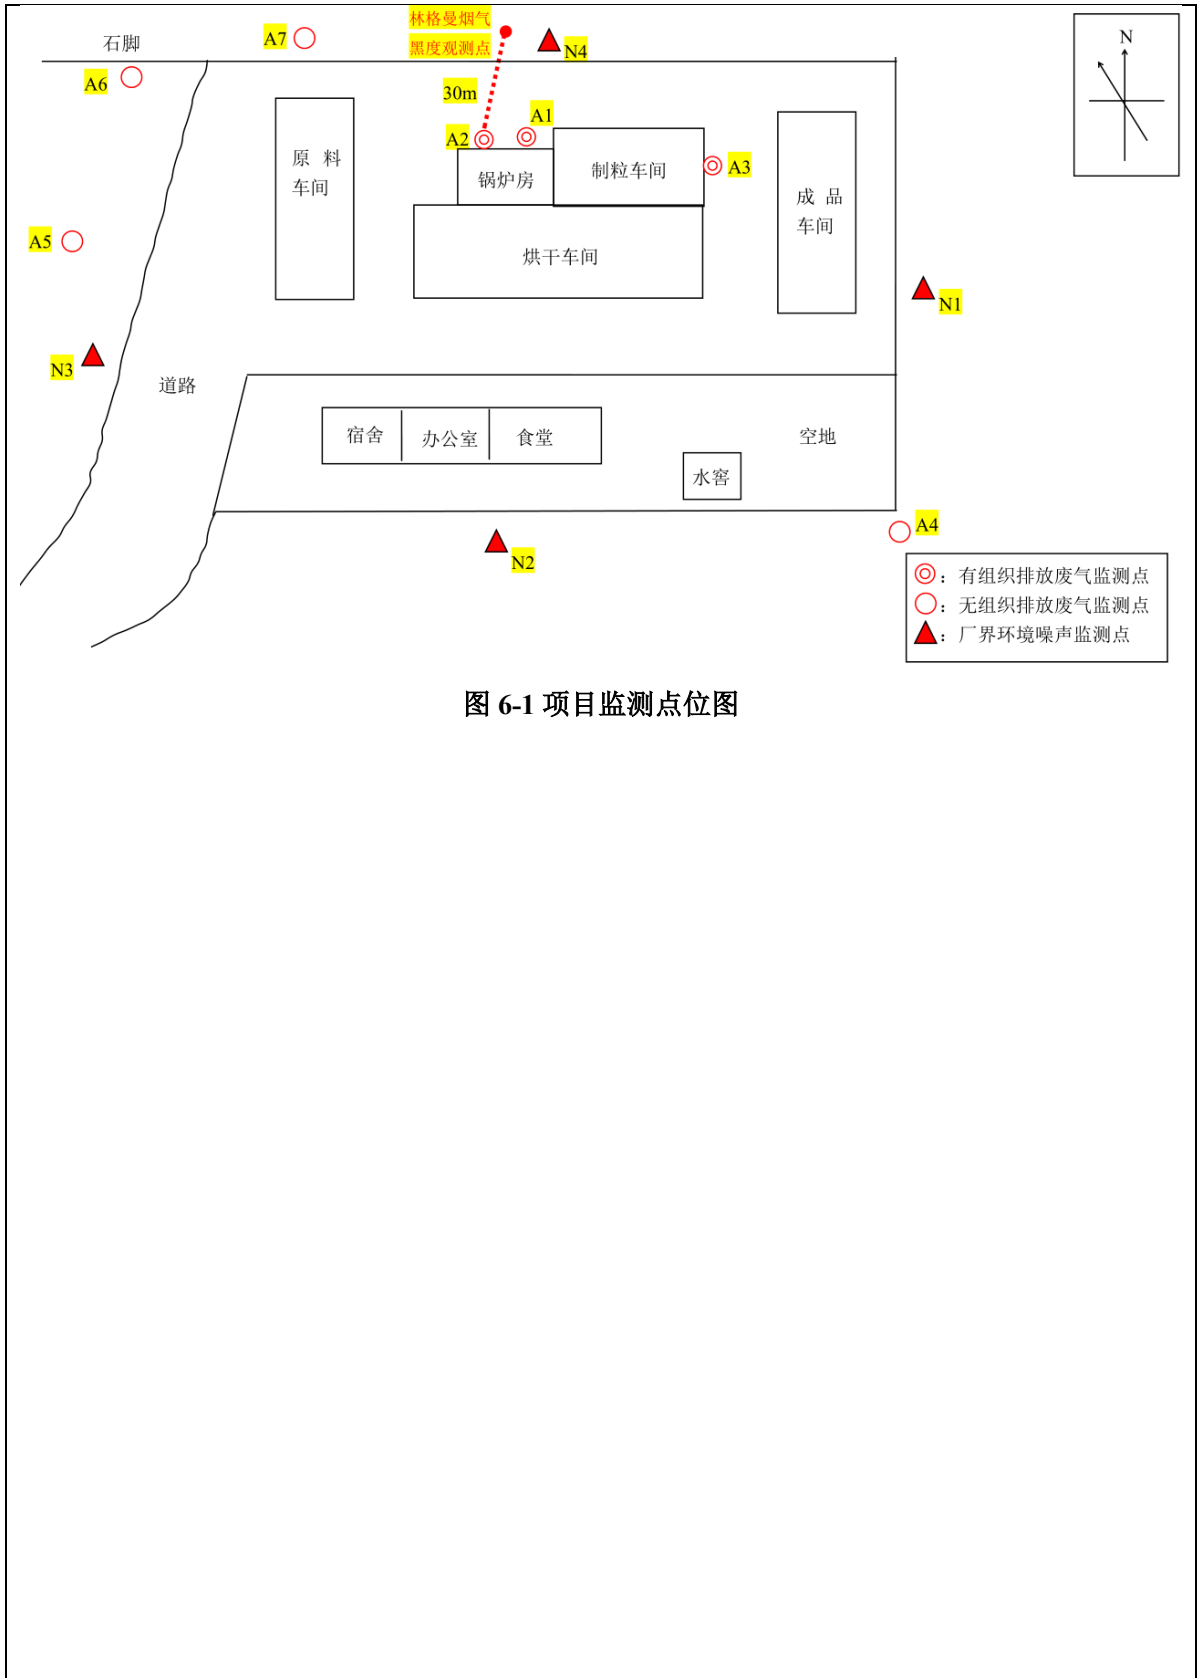 林格曼烟气
黑度观测点
A7
N4
N
石脚
A6
30m
A1
A2
A3
原 料
车间
锅炉房
制粒车间
成 品
车间
A5
烘干车间
N1
N3
道路
宿舍
办公室
食堂
空地
水窖
A4
N2
：有组织排放废气监测点
：无组织排放废气监测点
：厂界环境噪声监测点
图 6-1 项目监测点位图